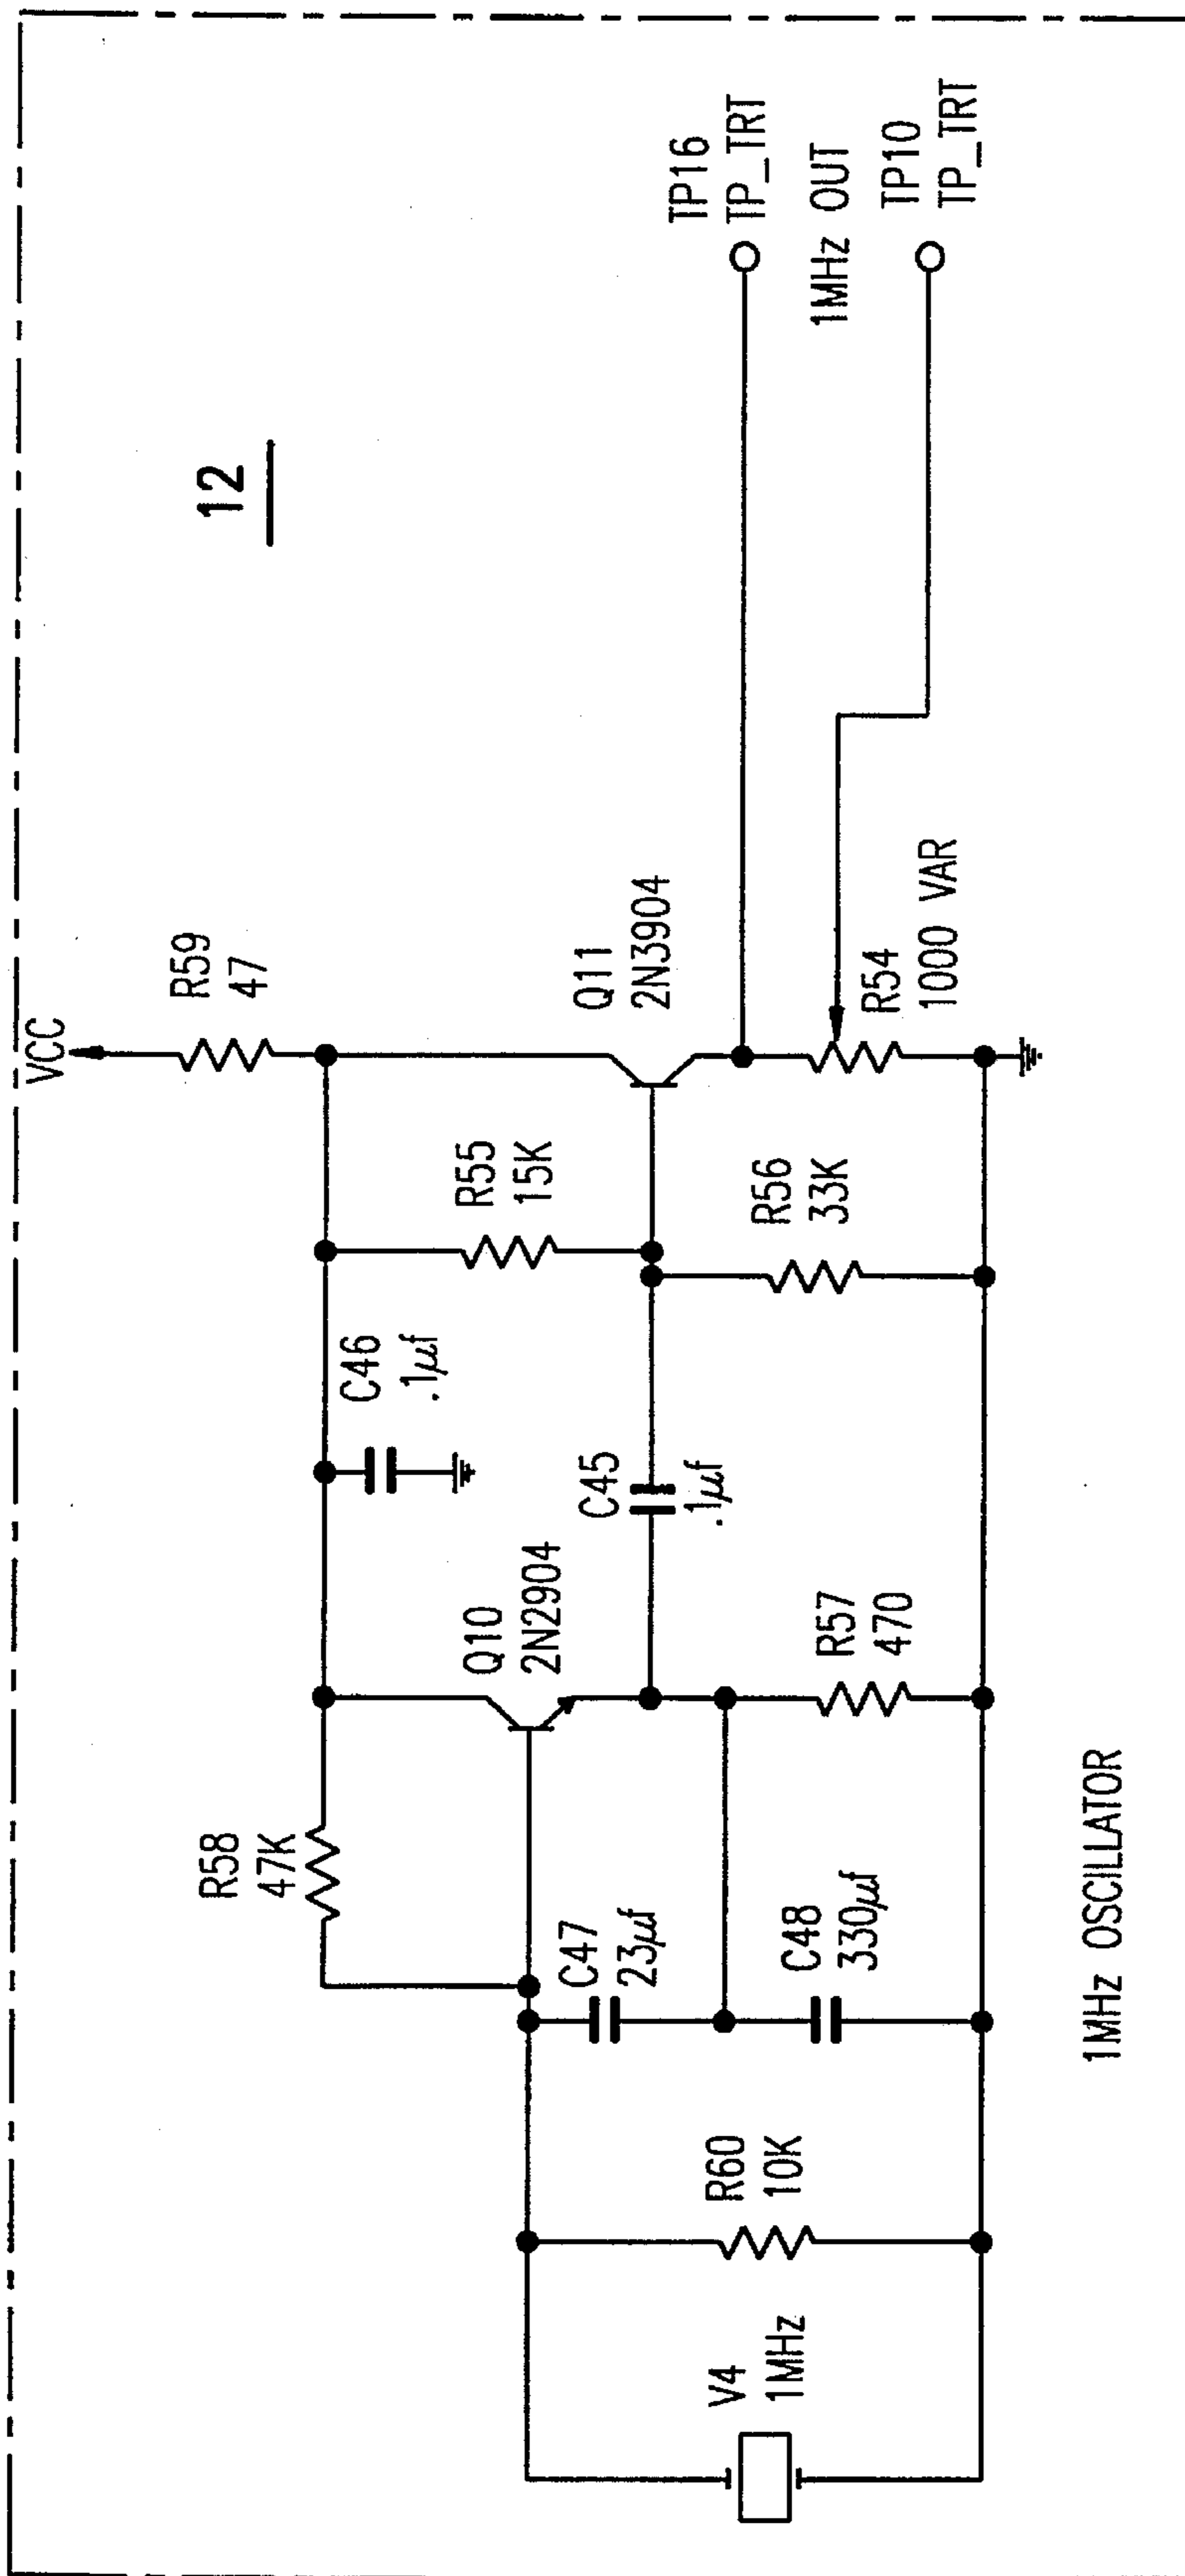 VCC
R59
47
12
R58
47K
C46
.1µf
R55
15K
Q11
2N3904
TP16
TP_TRT
1MHz OUT
TP10
TP_TRT
Q10
2N2904
C45
.1µf
R56
33K
R54
1000 VAR
C47
23µf
C48
330µf
R57
470
R60
10K
V4
1MHz
1MHz OSCILLATOR